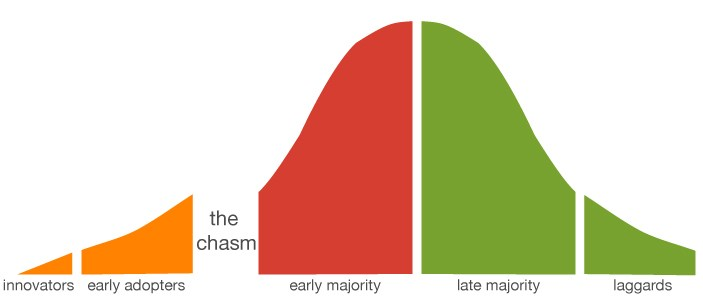 the
chasm
innovators
early adopters
early majority
late majority
laggards